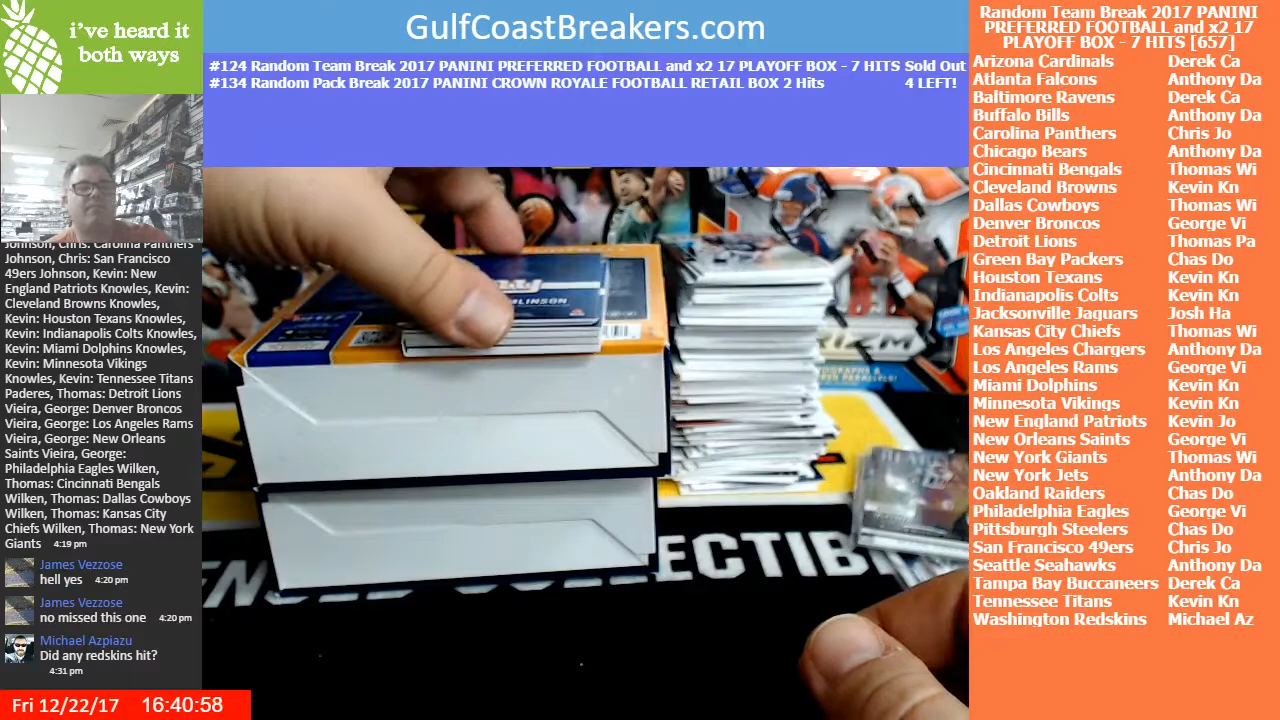 i've heard it
both ways
GulfCoastBreakers.com
#124 Random Team Break 2017 PANINI PREFERRED FOOTBALL and x2 17 PLAYOFF BOX - 7 HITS Sold Out
#134 Random Pack Break 2017 PANINI CROWN ROYALE FOOTBALL RETAIL BOX 2 Hits 4 LEFT!
Random Team Break 2017 PANINI
PREFERRED FOOTBALL and x2 17
PLAYOFF BOX - 7 HITS [657]
Arizona Cardinals Derek Ca
Atlanta Falcons Anthony Da
Baltimore Ravens Derek Ca
Buffalo Bills Anthony Da
Carolina Panthers Chris Jo
Chicago Bears Anthony Da
Cincinnati Bengals Thomas Wi
Cleveland Browns Kevin Kn
Dallas Cowboys Thomas Wi
Denver Broncos George Vi
Detroit Lions Thomas Pa
Green Bay Packers Chas Do
Houston Texans Kevin Kn
Indianapolis Colts Kevin Kn
Jacksonville Jaguars Josh Ha
Kansas City Chiefs Thomas Wi
Los Angeles Chargers Anthony Da
Los Angeles Rams George Vi
Miami Dolphins Kevin Kn
Minnesota Vikings Kevin Kn
New England Patriots Kevin Jo
New Orleans Saints George Vi
New York Giants Thomas Wi
New York Jets Anthony Da
Oakland Raiders Chas Do
Philadelphia Eagles George Vi
Pittsburgh Steelers Chas Do
San Francisco 49ers Chris Jo
Seattle Seahawks Anthony Da
Tampa Bay Buccaneers Derek Ca
Tennessee Titans Kevin Kn
Washington Redskins Michael Az
Johnson, Chris: Carolina Panthers
Johnson, Chris: San Francisco
49ers Johnson, Kevin: New
England Patriots Knowles, Kevin:
Cleveland Browns Knowles,
Kevin: Houston Texans Knowles,
Kevin: Indianapolis Colts Knowles,
Kevin: Miami Dolphins Knowles,
Kevin: Minnesota Vikings
Knowles, Kevin: Tennessee Titans
Paderes, Thomas: Detroit Lions
Vieira, George: Denver Broncos
Vieira, George: Los Angeles Rams
Vieira, George: New Orleans
Saints Vieira, George:
Philadelphia Eagles Wilken,
Thomas: Cincinnati Bengals
Wilken, Thomas: Dallas Cowboys
Wilken, Thomas: Kansas City
Chiefs Wilken, Thomas: New York
Giants 4:19 pm
James Vezzose
hell yes 4:20 pm
James Vezzose
no missed this one 4:20 pm
Michael Azpiazu
Did any redskins hit?
4:31 pm
Fri 12/22/17 16:40:58